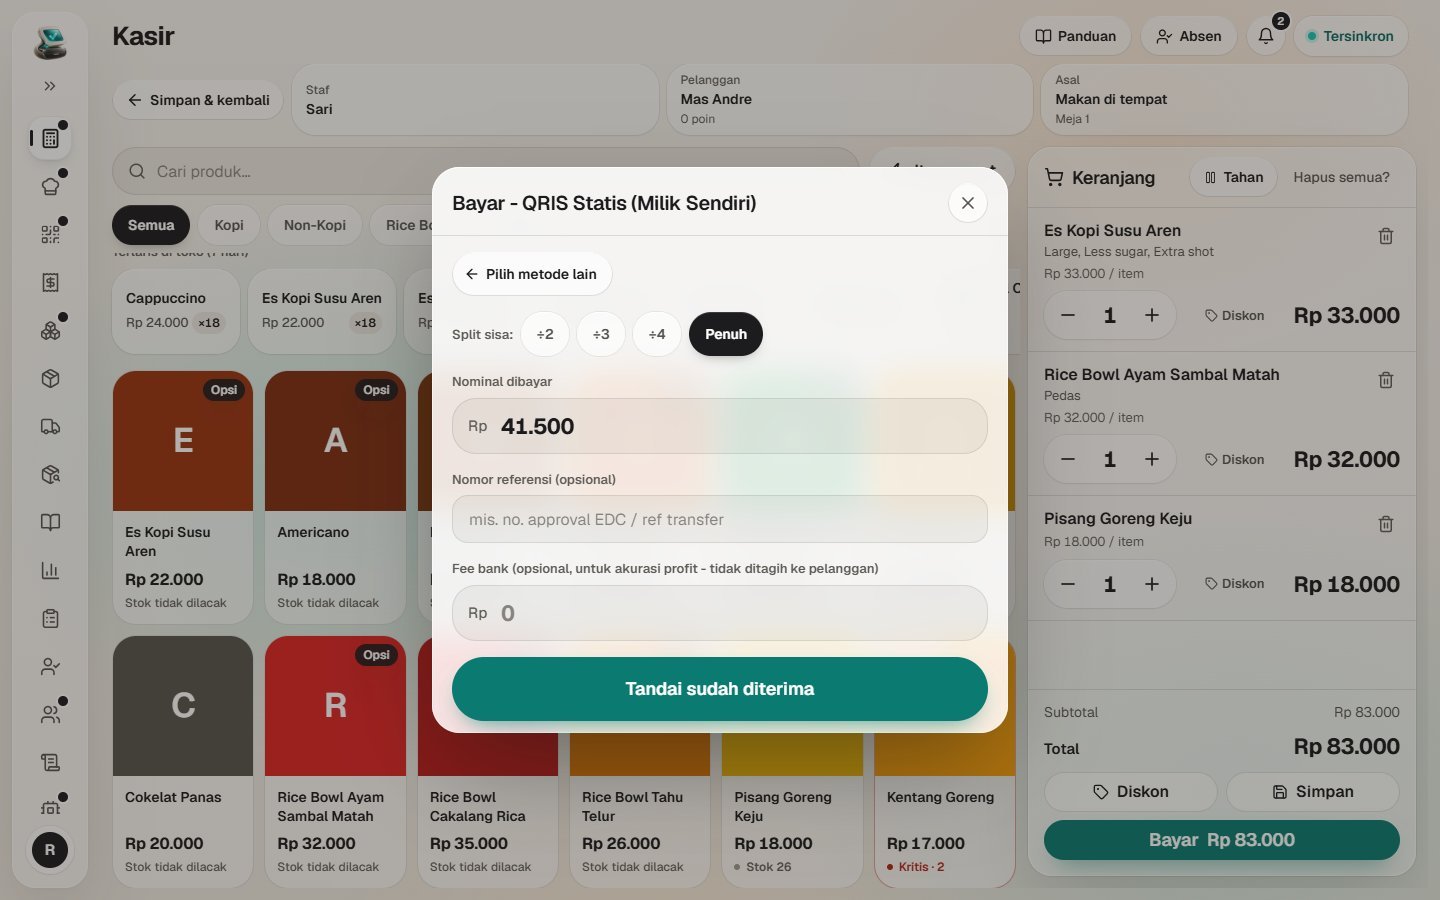 Kasir
Panduan
Absen
2
Tersinkron
Simpan & kembali
Staf
Sari
Pelanggan
Mas Andre
0 poin
Asal
Makan di tempat
Meja 1
Cari produk...
Semua
Kopi
Non-Kopi
Rice Bo
Terlaris di toko (7 hari)
Cappuccino
Rp 24.000 ×18
Es Kopi Susu Aren
Rp 22.000 ×18
Es
Rp
Opsi
E
Es Kopi Susu
Aren
Rp 22.000
Stok tidak dilacak
Opsi
A
Americano
Rp 18.000
Stok tidak dilacak
C
Cokelat Panas
Rp 20.000
Stok tidak dilacak
Opsi
R
Rice Bowl Ayam
Sambal Matah
Rp 32.000
Stok tidak dilacak
Rice Bowl
Cakalang Rica
Rp 35.000
Stok tidak dilacak
Rice Bowl Tahu
Telur
Rp 26.000
Stok tidak dilacak
Pisang Goreng
Keju
Rp 18.000
Stok 26
Kentang Goreng
Rp 17.000
Kritis · 2
Bayar - QRIS Statis (Milik Sendiri)
Pilih metode lain
Split sisa:
÷2
÷3
÷4
Penuh
Nominal dibayar
Rp 41.500
Nomor referensi (opsional)
mis. no. approval EDC / ref transfer
Fee bank (opsional, untuk akurasi profit - tidak ditagih ke pelanggan)
Rp 0
Tandai sudah diterima
Keranjang
Tahan
Hapus semua?
Es Kopi Susu Aren
Large, Less sugar, Extra shot
Rp 33.000 / item
1
Diskon
Rp 33.000
Rice Bowl Ayam Sambal Matah
Pedas
Rp 32.000 / item
1
Diskon
Rp 32.000
Pisang Goreng Keju
Rp 18.000 / item
1
Diskon
Rp 18.000
Subtotal
Rp 83.000
Total
Rp 83.000
Diskon
Simpan
Bayar Rp 83.000
R